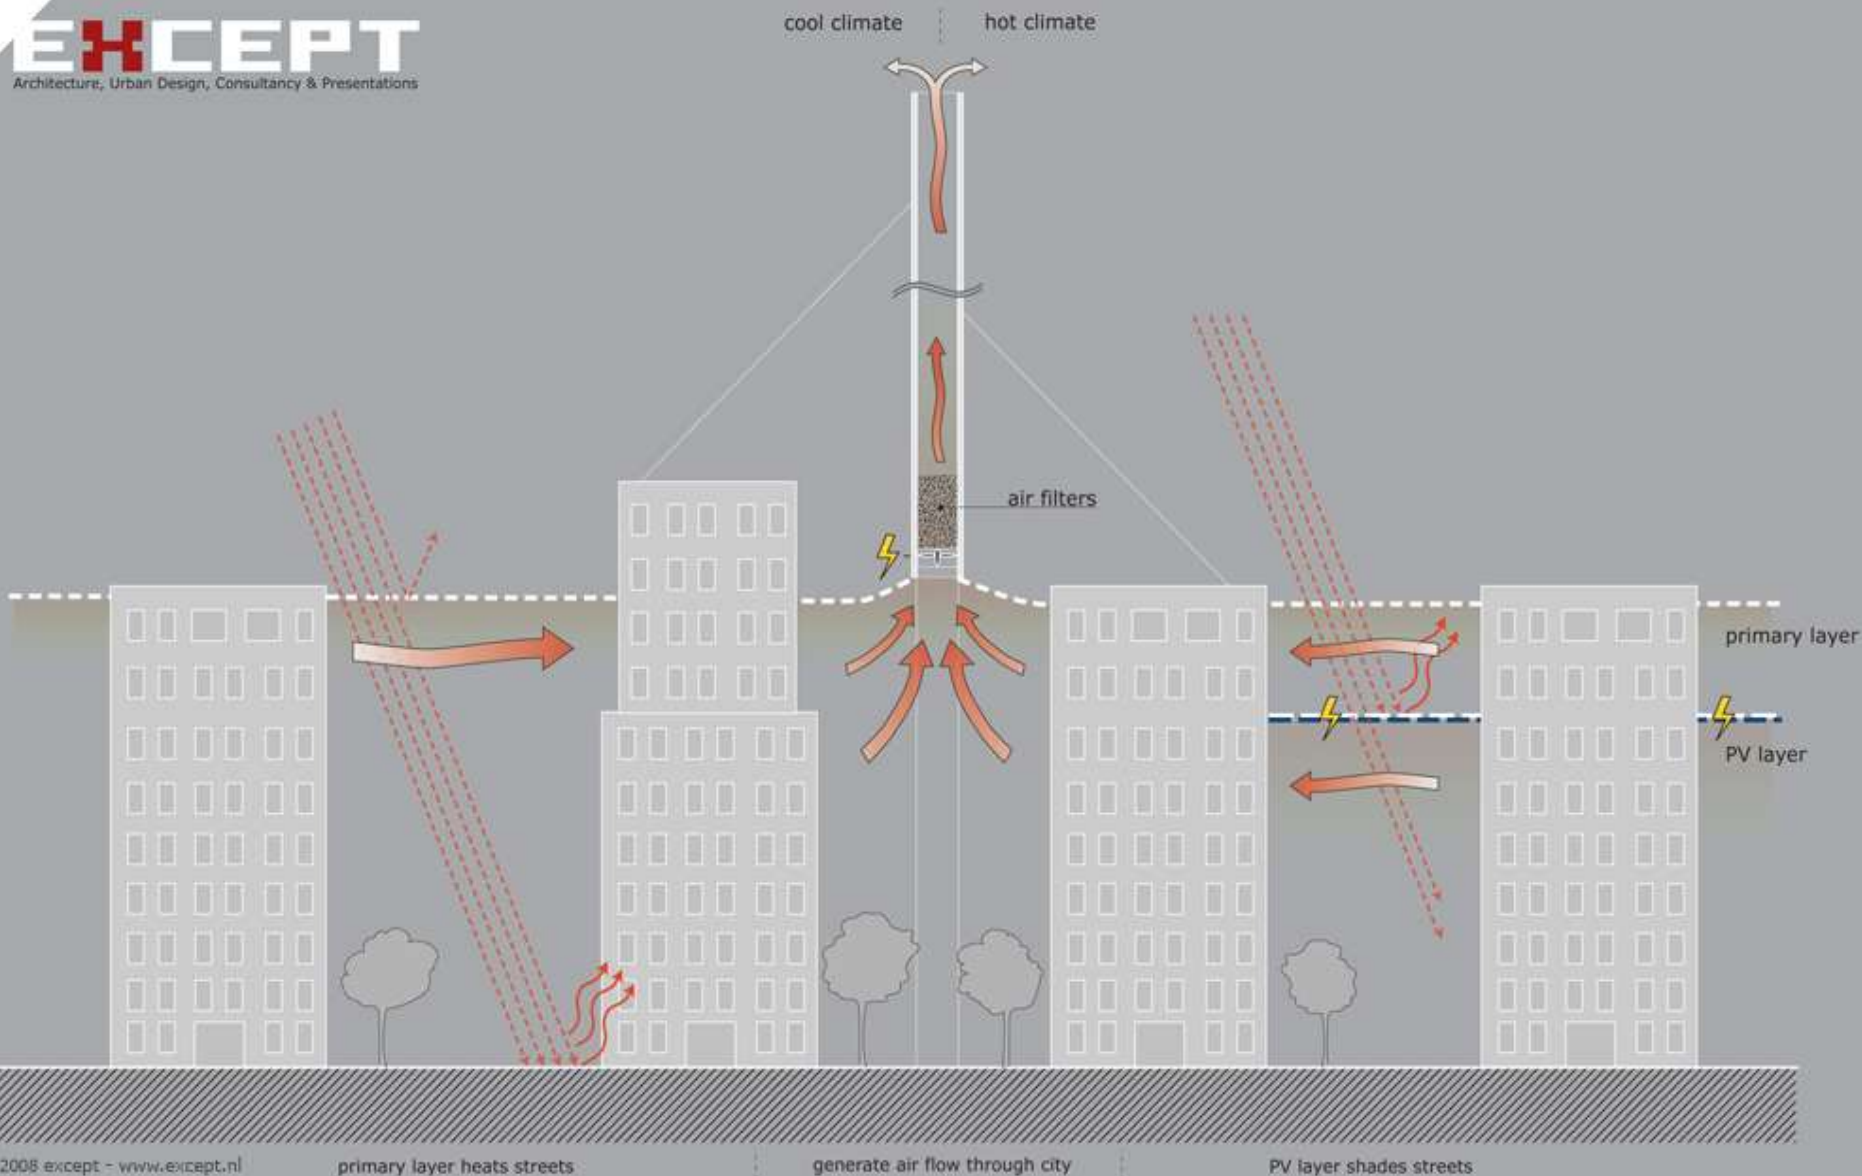 EXCEPT
Architecture, Urban Design, Consultancy & Presentations
cool climate
hot climate
air filters
primary layer
PV layer
2008 except - www.except.nl
primary layer heats streets
generate air flow through city
PV layer shades streets